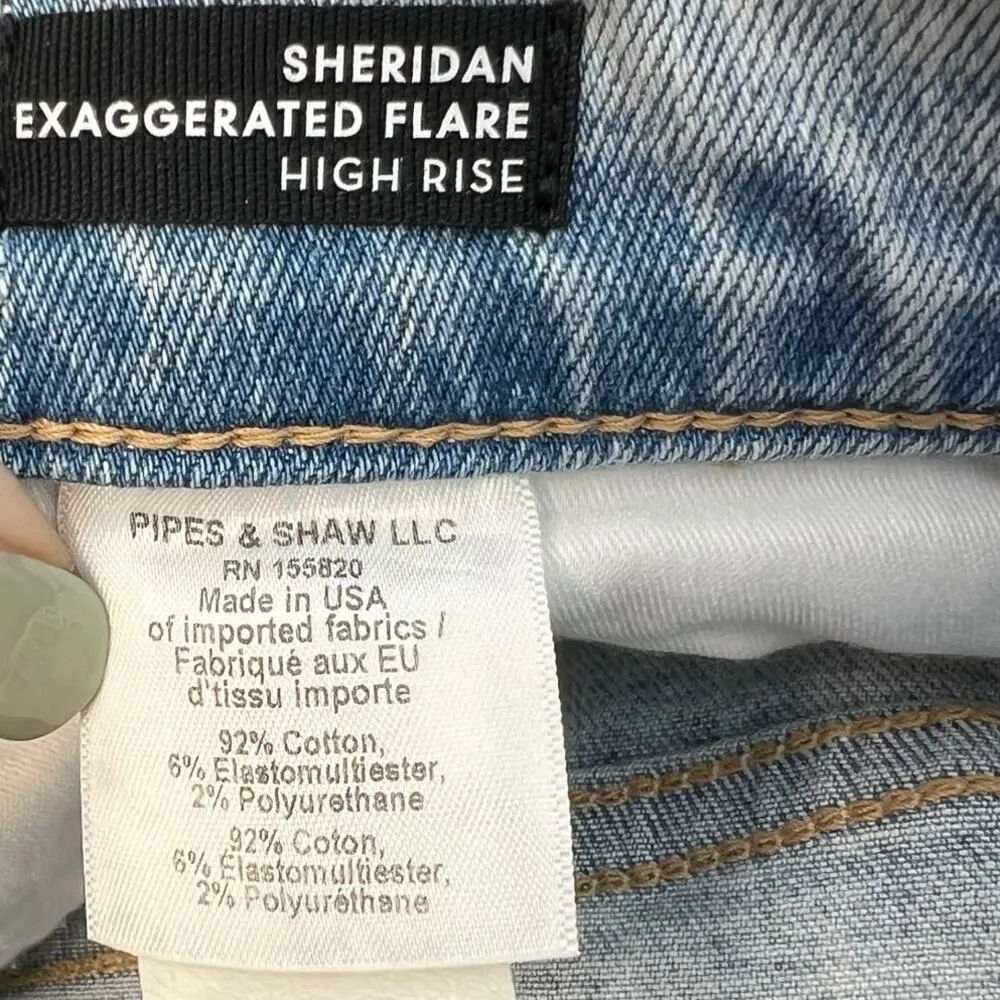 SHERIDAN
EXAGGERATED FLARE
HIGH RISE
PIPES & SHAW LLC
RN 155820
Made in USA
of imported fabrics /
Fabriqué aux EU
d'tissu importe
92% Cotton,
6% Elastomultiester,
2% Polyurethane
92% Coton,
6% Élastomultiester,
2% Polyuréthane